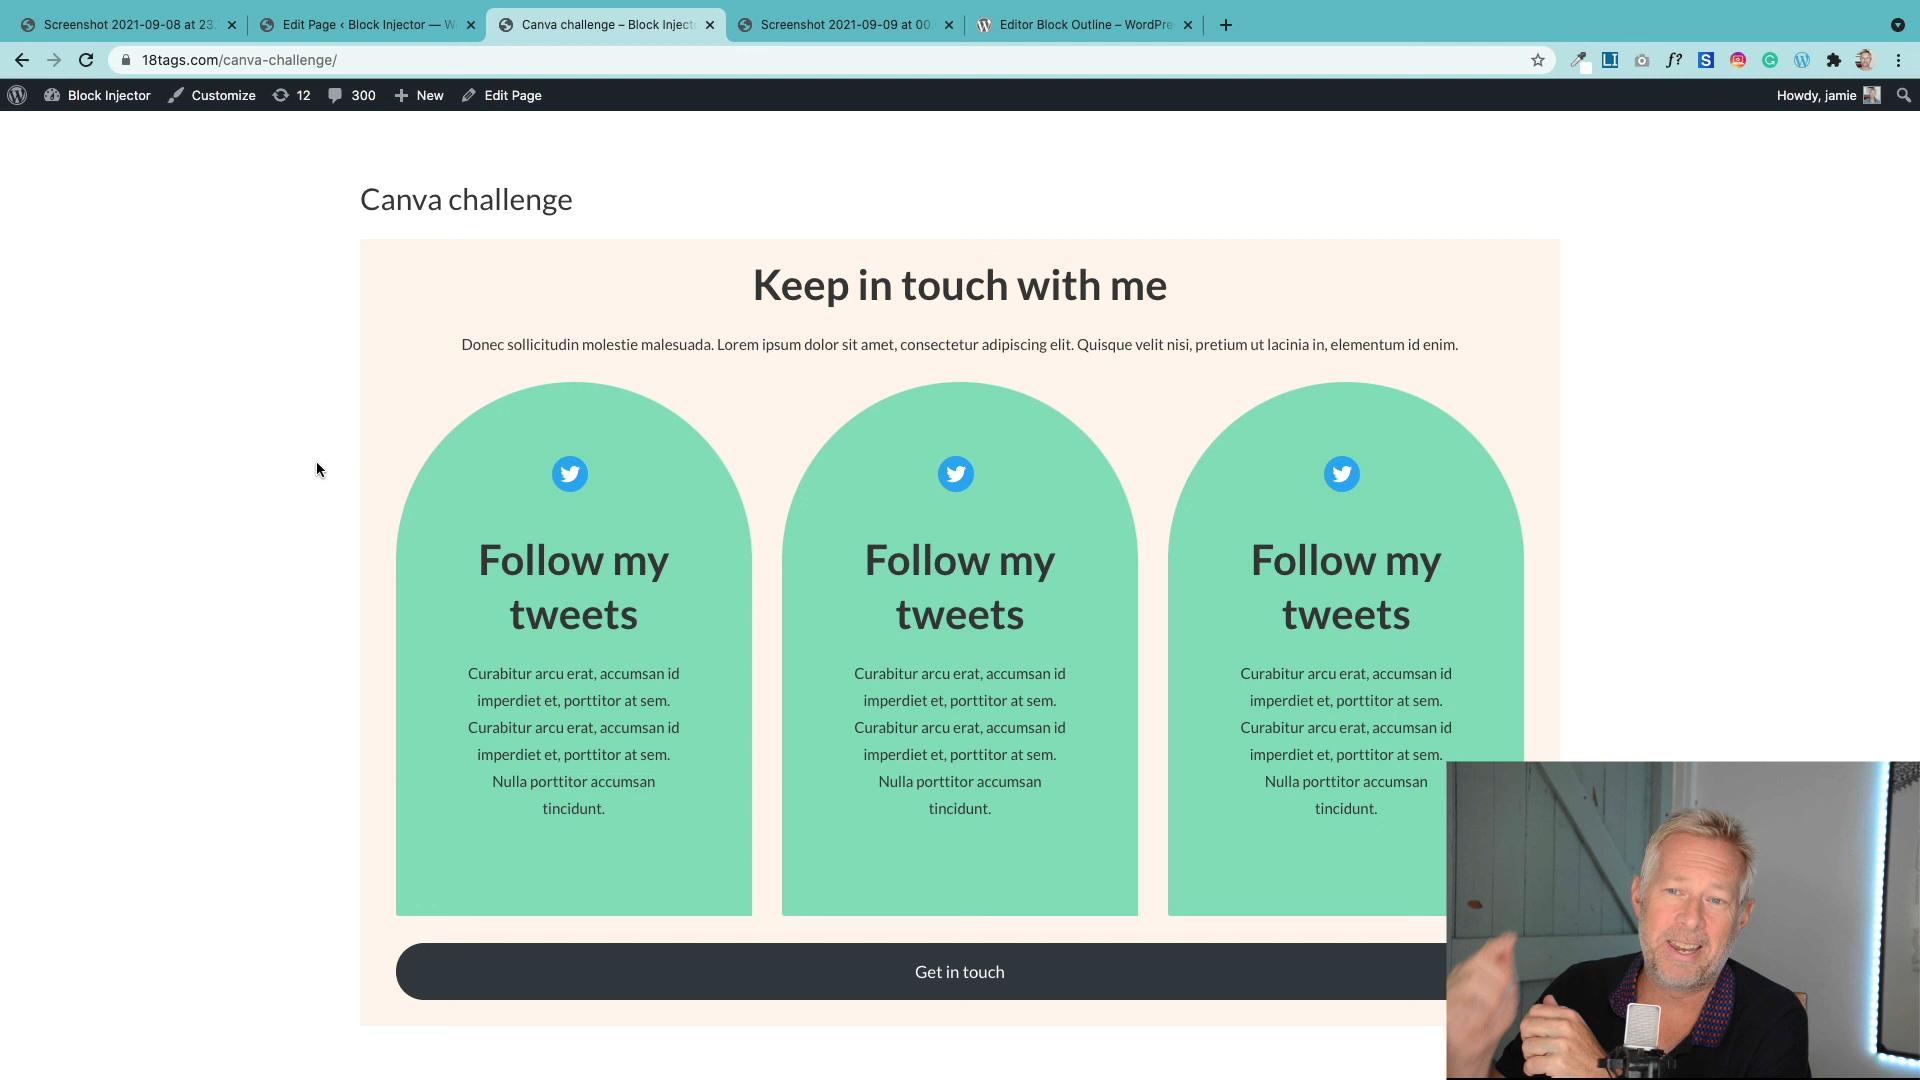 Screenshot 2021-09-08 at 23.
Edit Page ‹ Block Injector — W
Canva challenge – Block Inject
Screenshot 2021-09-09 at 00.
Editor Block Outline – WordPre
18tags.com/canva-challenge/
f?
S
Block Injector
Customize
12
300
New
Edit Page
Howdy, jamie
Canva challenge
Keep in touch with me
Donec sollicitudin molestie malesuada. Lorem ipsum dolor sit amet, consectetur adipiscing elit. Quisque velit nisi, pretium ut lacinia in, elementum id enim.
Follow my
tweets
Curabitur arcu erat, accumsan id
imperdiet et, porttitor at sem.
Curabitur arcu erat, accumsan id
imperdiet et, porttitor at sem.
Nulla porttitor accumsan
tincidunt.
Follow my
tweets
Curabitur arcu erat, accumsan id
imperdiet et, porttitor at sem.
Curabitur arcu erat, accumsan id
imperdiet et, porttitor at sem.
Nulla porttitor accumsan
tincidunt.
Follow my
tweets
Curabitur arcu erat, accumsan id
imperdiet et, porttitor at sem.
Curabitur arcu erat, accumsan id
imperdiet et, porttitor at sem.
Nulla porttitor accumsan
tincidunt.
Get in touch